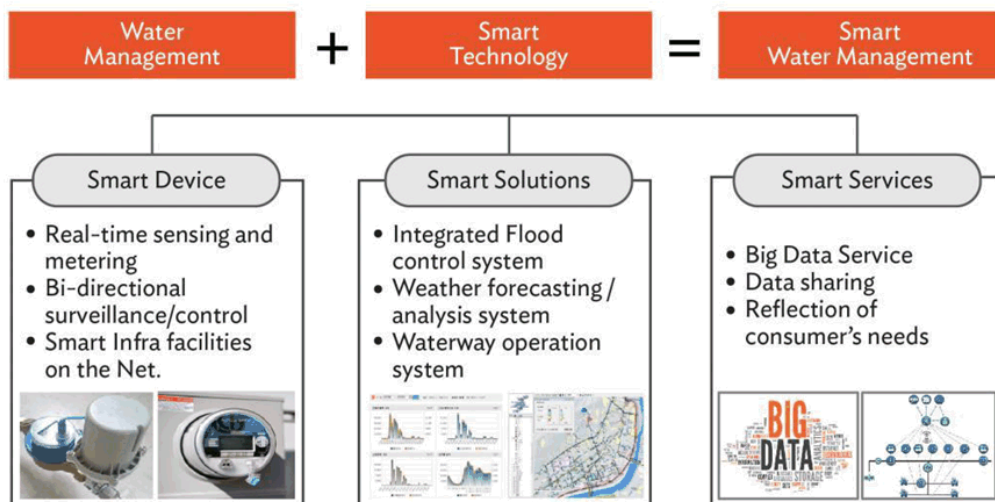 Water
Management
+
Smart
Technology
=
Smart
Water Management
Smart Device
• Real-time sensing and
metering
• Bi-directional
surveillance/control
• Smart Infra facilities
on the Net.
Smart Solutions
• Integrated Flood
control system
• Weather forecasting/
analysis system
• Waterway operation
system
Smart Services
• Big Data Service
• Data sharing
• Reflection of
consumer's needs
BIG
DATA
STORAGE